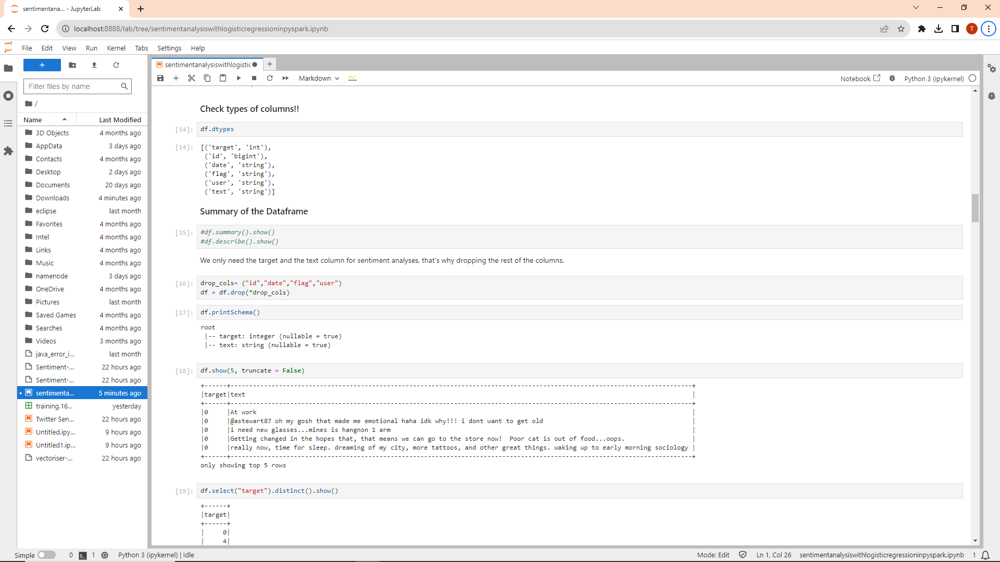 sentimentana... - JupyterLab
localhost:8888/lab/tree/sentimentanalysiswithlogisticregressioninpyspark.ipynb
T
File Edit View Run Kernel Tabs Settings Help
sentimentanalysiswithlogistic
Markdown
Notebook
Python 3 (ipykernel)
Filter files by name
/
Name Last Modified
3D Objects 4 months ago
AppData 3 days ago
Contacts 4 months ago
Desktop 2 days ago
Documents 20 days ago
Downloads 4 minutes ago
eclipse last month
Favorites 4 months ago
Intel 4 months ago
Links 4 months ago
Music 4 months ago
namenode 3 days ago
OneDrive 4 months ago
Pictures last month
Saved Games 4 months ago
Searches 4 months ago
Videos 3 months ago
java_error_i... last month
Sentiment-... 22 hours ago
Sentiment-... 22 hours ago
sentimenta... 5 minutes ago
training.16... yesterday
Twitter Sen... 22 hours ago
Untitled.ipy... 9 hours ago
Untitled1.ip... 9 hours ago
vectoriser-... 22 hours ago
Check types of columns!!
[14]: df.dtypes
[14]: [('target', 'int'),
('id', 'bigint'),
('date', 'string'),
('flag', 'string'),
('user', 'string'),
('text', 'string')]
Summary of the Dataframe
[15]: #df.summary().show()
#df.describe().show()
We only need the target and the text column for sentiment analyses, that's why dropping the rest of the columns.
[16]: drop_cols= ("id","date","flag","user")
df = df.drop(*drop_cols)
[17]: df.printSchema()
root
|-- target: integer (nullable = true)
|-- text: string (nullable = true)
[18]: df.show(5, truncate = False)
+------+----------------------------------------------------------------------------------------------------------------------------+
|target|text |
+------+----------------------------------------------------------------------------------------------------------------------------+
|0 |At work |
|0 |@astewart87 oh my gosh that made me emotional haha idk why!!! i dont want to get old |
|0 |i need new glasses...mines is hangnon 1 arm |
|0 |Getting changed in the hopes that, that means we can go to the store now!  Poor cat is out of food...oops. |
|0 |really now, time for sleep. dreaming of my city, more tattoos, and other great things. waking up to early morning sociology |
+------+----------------------------------------------------------------------------------------------------------------------------+
only showing top 5 rows
[19]: df.select("target").distinct().show()
+------+
|target|
+------+
| 0|
| 4|
Simple 0 1 Python 3 (ipykernel) | Idle
Mode: Edit Ln 1, Col 26 sentimentanalysiswithlogisticregressioninpyspark.ipynb 1